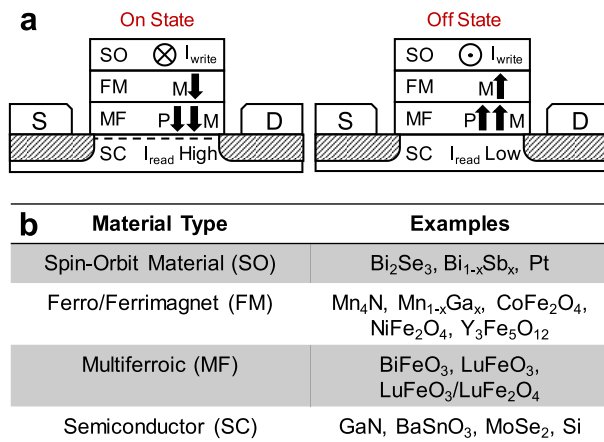 a
On State
Off State
SO ⊗ I_write
SO ⊙ I_write
FM M
FM M
S MF P M D
S MF P M D
SC I_read High
SC I_read Low
b
Material Type Examples
Spin-Orbit Material (SO) Bi₂Se₃, Bi₁₋ₓSbₓ, Pt
Ferro/Ferrimagnet (FM) Mn₄N, Mn₁₋ₓGaₓ, CoFe₂O₄,
NiFe₂O₄, Y₃Fe₅O₁₂
Multiferroic (MF) BiFeO₃, LuFeO₃,
LuFeO₃/LuFe₂O₄
Semiconductor (SC) GaN, BaSnO₃, MoSe₂, Si